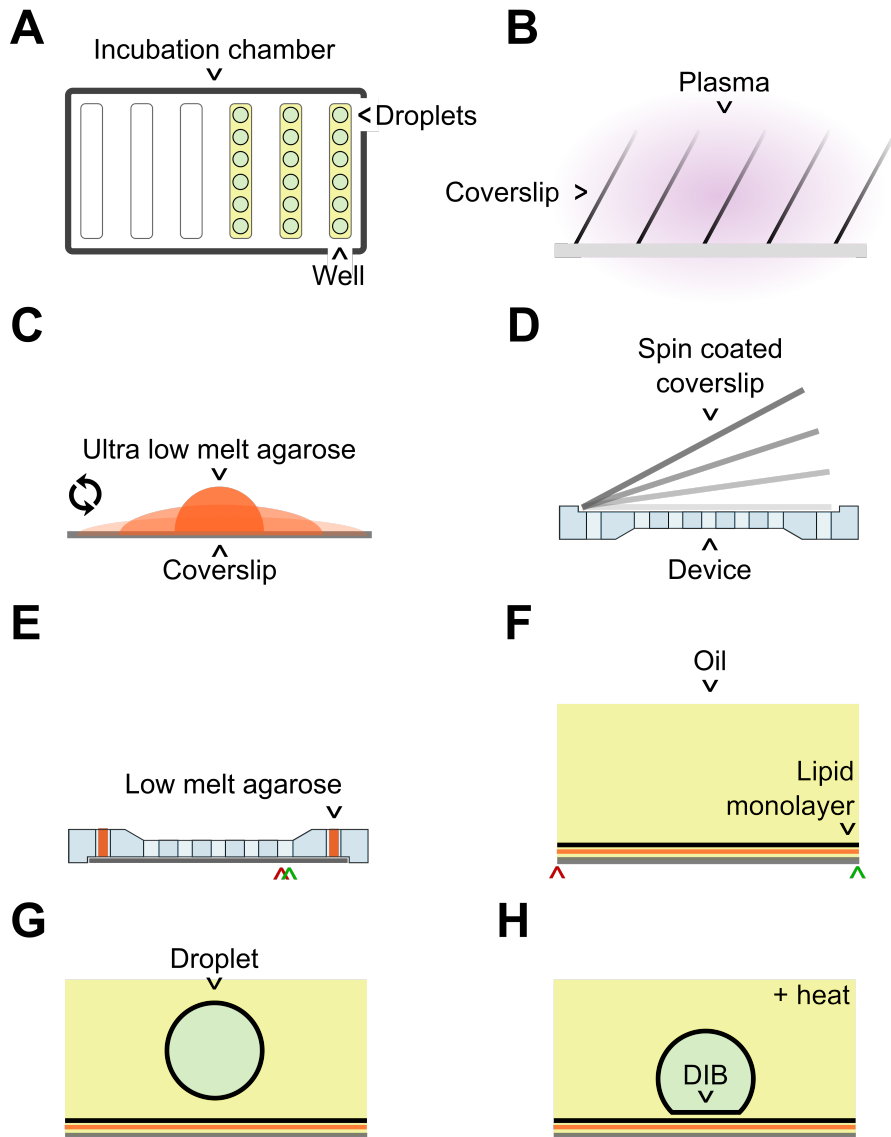 A
Incubation chamber
Droplets
Well
B
Plasma
Coverslip
C
Ultra low melt agarose
Coverslip
D
Spin coated
coverslip
Device
E
Low melt agarose
F
Oil
Lipid
monolayer
G
Droplet
H
+ heat
DIB